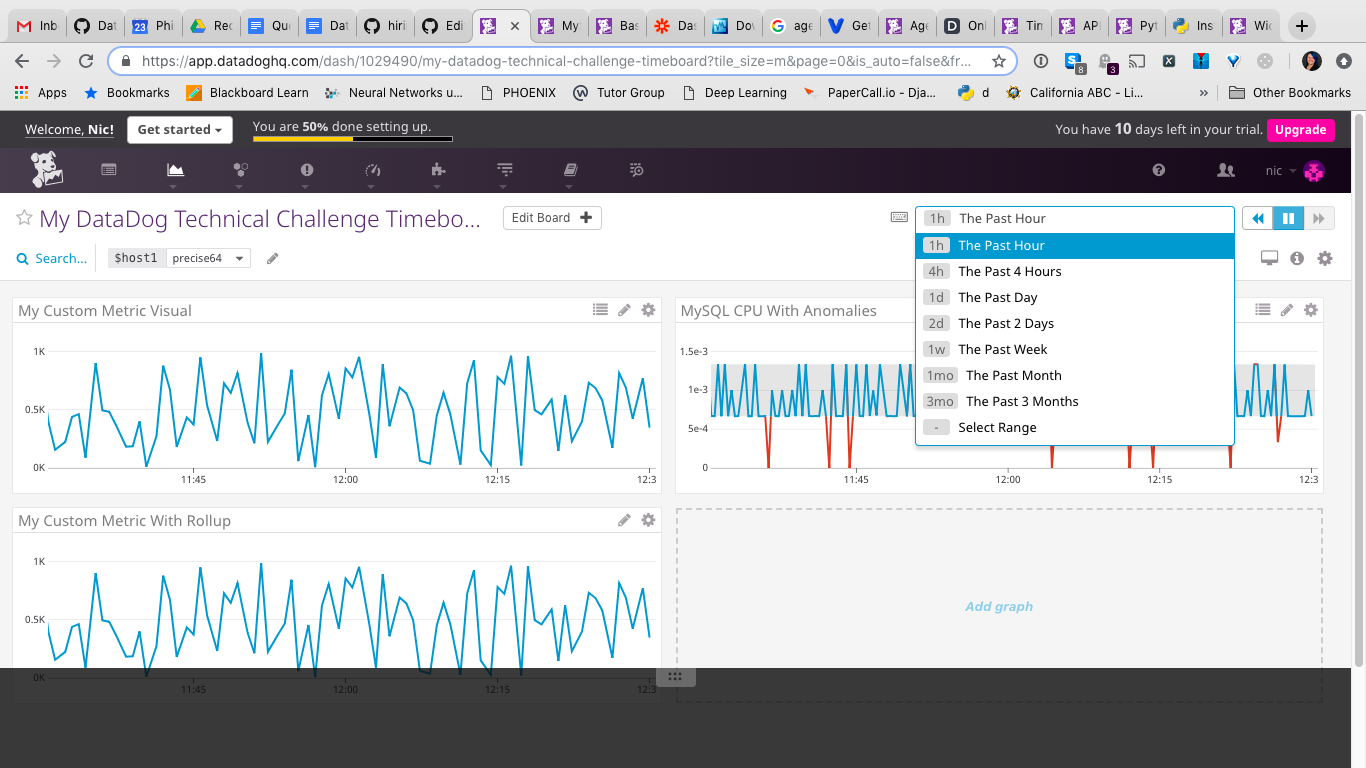 Inb Dat 23 Phi Rec Que Dat hiri Edi × My Bas Das Dov age Get Age Onl Tin API Pyt Ins Wid
https://app.datadoghq.com/dash/1029490/my-datadog-technical-challenge-timeboard?tile_size=m&page=0&is_auto=false&fr... 8 3
Apps Bookmarks Blackboard Learn Neural Networks u... PHOENIX Tutor Group Deep Learning PaperCall.io - Dja... d California ABC - Li... » Other Bookmarks
Welcome, Nic! Get started You are 50% done setting up. You have 10 days left in your trial. Upgrade
nic
My DataDog Technical Challenge Timebo... Edit Board 1h The Past Hour
Search... $host1 precise64
1h The Past Hour
4h The Past 4 Hours
1d The Past Day
2d The Past 2 Days
1w The Past Week
1mo The Past Month
3mo The Past 3 Months
- Select Range
My Custom Metric Visual
1K
0.5K
0K
11:45 12:00 12:15 12:3
MySQL CPU With Anomalies
1.5e-3
1e-3
5e-4
0
11:45 12:00 12:15 12:3
My Custom Metric With Rollup
1K
0.5K
0K
11:45 12:00 12:15 12:3
Add graph